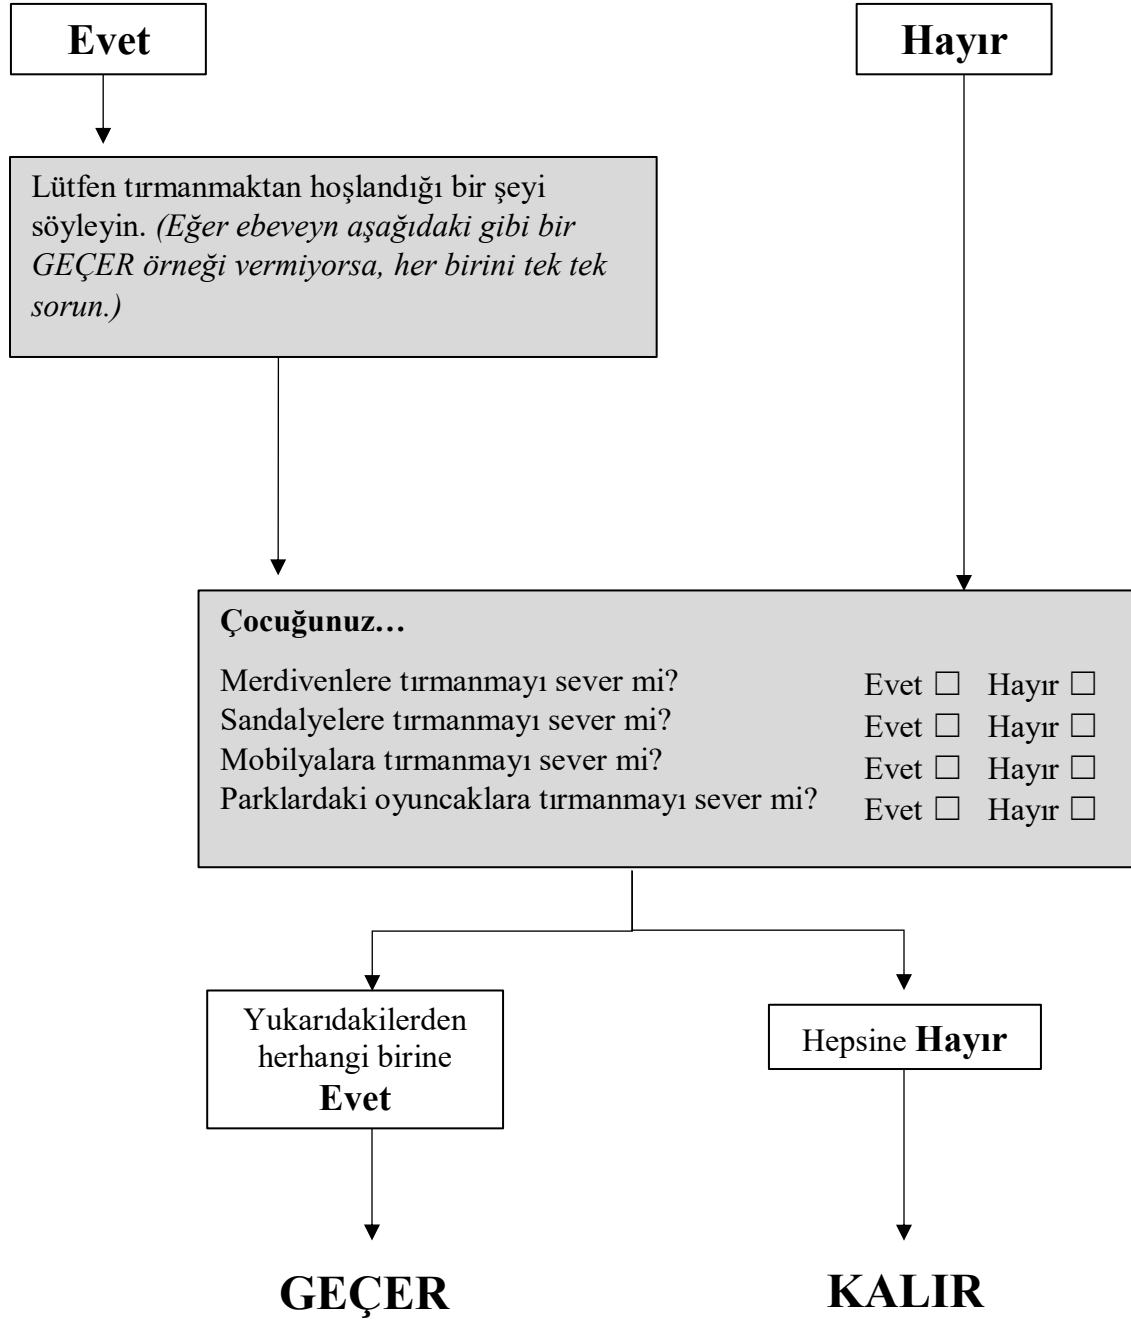 Evet
Hayır
Lütfen tırmanmaktan hoşlandığı bir şeyi
söyleyin. (Eğer ebeveyn aşağıdaki gibi bir
GEÇER örneği vermiyorsa, her birini tek tek
sorun.)
Çocuğunuz…
Merdivenlere tırmanmayı sever mi? Evet ☐ Hayır ☐
Sandalyelere tırmanmayı sever mi? Evet ☐ Hayır ☐
Mobilyalara tırmanmayı sever mi? Evet ☐ Hayır ☐
Parklardaki oyuncaklara tırmanmayı sever mi? Evet ☐ Hayır ☐
Yukarıdakilerden
herhangi birine
Evet
Hepsine Hayır
GEÇER
KALIR